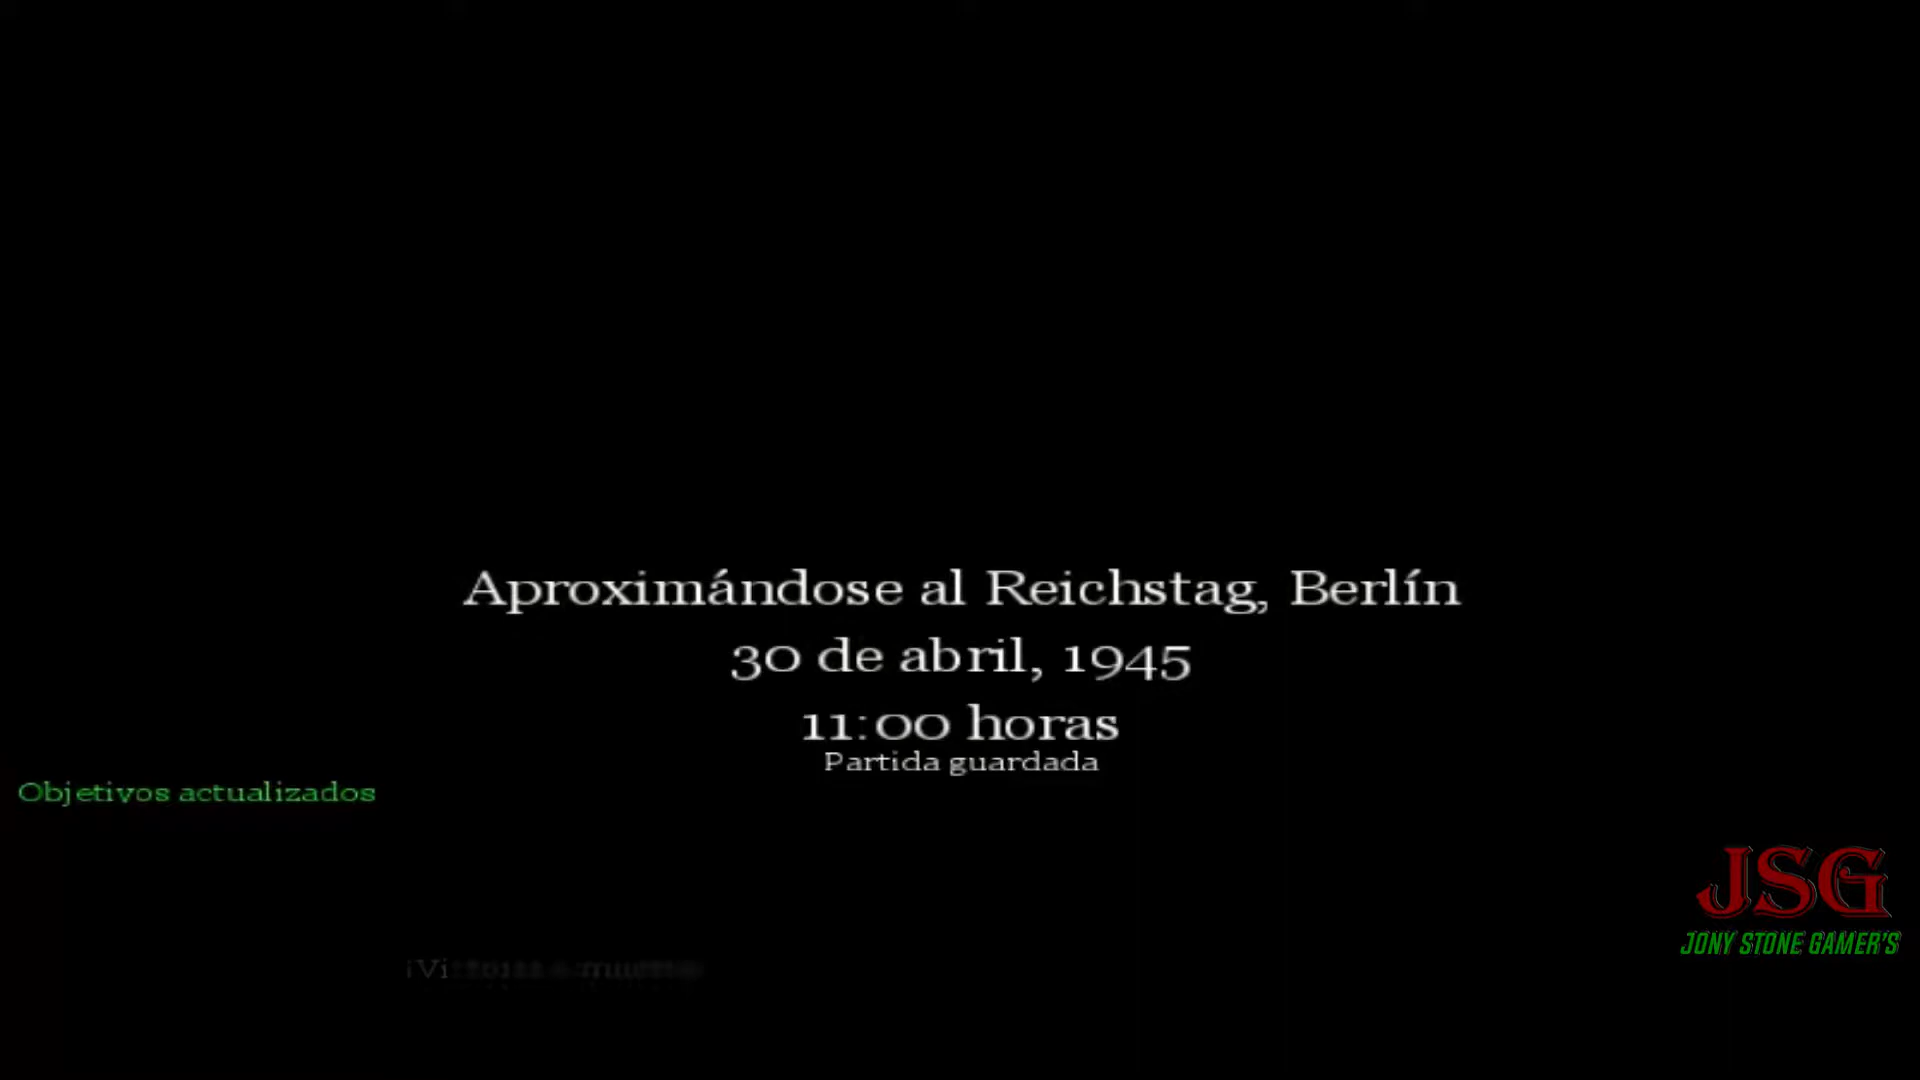 Aproximándose al Reichstag, Berlín
30 de abril, 1945
11:00 horas
Partida guardada
Objetivos actualizados
JSG
JONY STONE GAMER'S